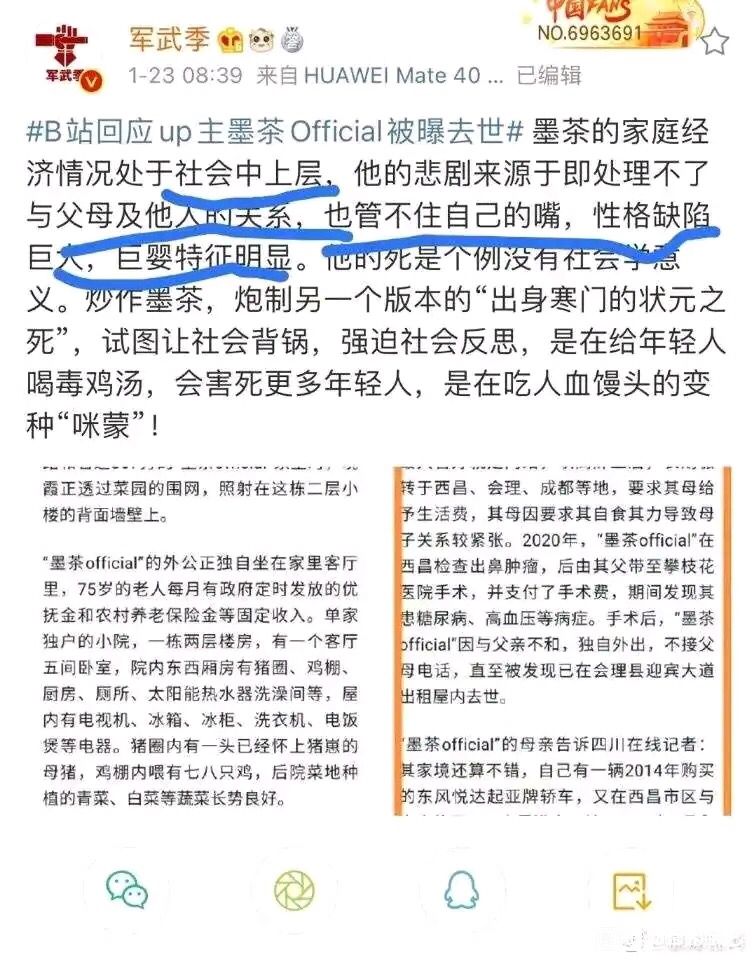 中国FANS
NO.6963691
军武季
军武季
1-23 08:39 来自HUAWEI Mate 40 ... 已编辑
#B站回应up主墨茶Official被曝去世# 墨茶的家庭经
济情况处于社会中上层，他的悲剧来源于即处理不了
与父母及他人的关系，也管不住自己的嘴，性格缺陷
巨大，巨婴特征明显。他的死是个例没有社会学意
义。炒作墨茶，炮制另一个版本的“出身寒门的状元之
死”，试图让社会背锅，强迫社会反思，是在给年轻人
喝毒鸡汤，会害死更多年轻人，是在吃人血馒头的变
种“咪蒙”！
霞正透过菜园的围网，照射在这栋二层小
楼的背面墙壁上。
“墨茶official”的外公正独自坐在家里客厅
里，75岁的老人每月有政府定时发放的优
抚金和农村养老保险金等固定收入。单家
独户的小院，一栋两层楼房，有一个客厅
五间卧室，院内东西厢房有猪圈、鸡棚、
厨房、厕所、太阳能热水器洗澡间等，屋
内有电视机、冰箱、冰柜、洗衣机、电饭
煲等电器。猪圈内有一头已经怀上猪崽的
母猪，鸡棚内喂有七八只鸡，后院菜地种
植的青菜、白菜等蔬菜长势良好。
转于西昌、会理、成都等地，要求其母给
予生活费，其母因要求其自食其力导致母
子关系较紧张。2020年，“墨茶official”在
西昌检查出鼻肿瘤，后由其父带至攀枝花
医院手术，并支付了手术费，期间发现其
患糖尿病、高血压等病症。手术后，“墨茶
official”因与父亲不和，独自外出，不接父
母电话，直至被发现已在会理县迎宾大道
出租屋内去世。
“墨茶official”的母亲告诉四川在线记者：
其家境还算不错，自己有一辆2014年购买
的东风悦达起亚牌轿车，又在西昌市区与